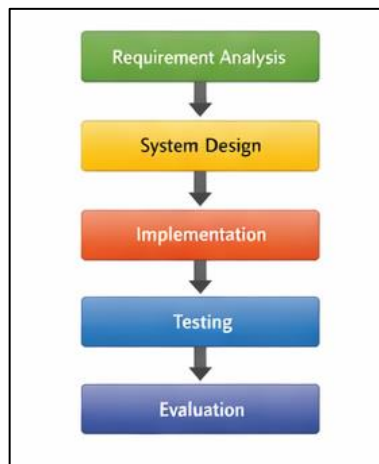 Requirement Analysis
System Design
Implementation
Testing
Evaluation